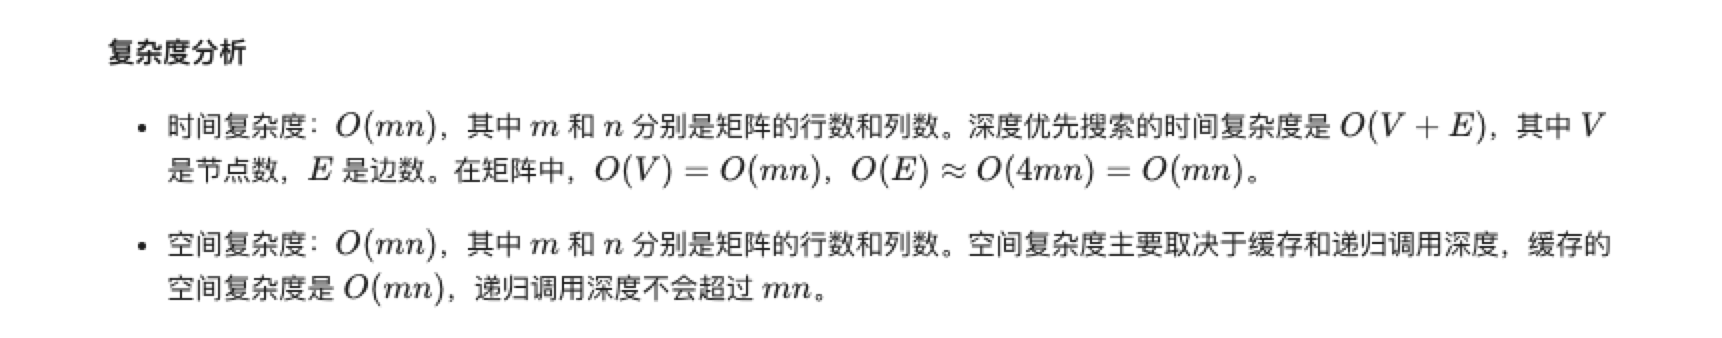 复杂度分析
• 时间复杂度：O(mn)，其中 m 和 n 分别是矩阵的行数和列数。深度优先搜索的时间复杂度是 O(V + E)，其中 V
是节点数，E 是边数。在矩阵中，O(V) = O(mn)，O(E) ≈ O(4mn) = O(mn)。
• 空间复杂度：O(mn)，其中 m 和 n 分别是矩阵的行数和列数。空间复杂度主要取决于缓存和递归调用深度，缓存的
空间复杂度是 O(mn)，递归调用深度不会超过 mn。